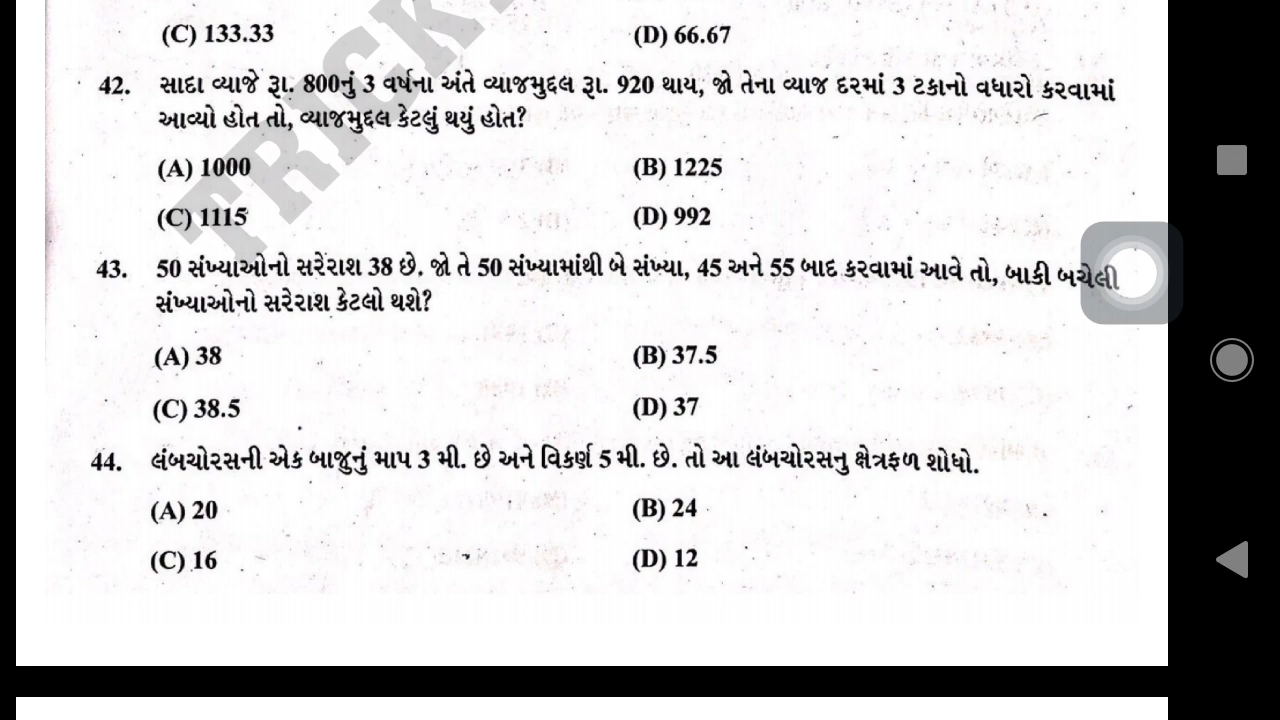 (C) 133.33 (D) 66.67
42. સાદા વ્યાજે રૂા. 800નું 3 વર્ષના અંતે વ્યાજમુદ્દલ રૂા. 920 થાય, જો તેના વ્યાજ દરમાં 3 ટકાનો વધારો કરવામાં
આવ્યો હોત તો, વ્યાજમુદ્દલ કેટલું થયું હોત?
(A) 1000 (B) 1225
(C) 1115 (D) 992
43. 50 સંખ્યાઓનો સરેરાશ 38 છે. જો તે 50 સંખ્યામાંથી બે સંખ્યા, 45 અને 55 બાદ કરવામાં આવે તો, બાકી બચેલી
સંખ્યાઓનો સરેરાશ કેટલો થશે?
(A) 38 (B) 37.5
(C) 38.5 (D) 37
44. લંબચોરસની એક બાજુનું માપ 3 મી. છે અને વિકર્ણ 5 મી. છે. તો આ લંબચોરસનુ ક્ષેત્રફળ શોધો.
(A) 20 (B) 24
(C) 16 (D) 12
TRICK